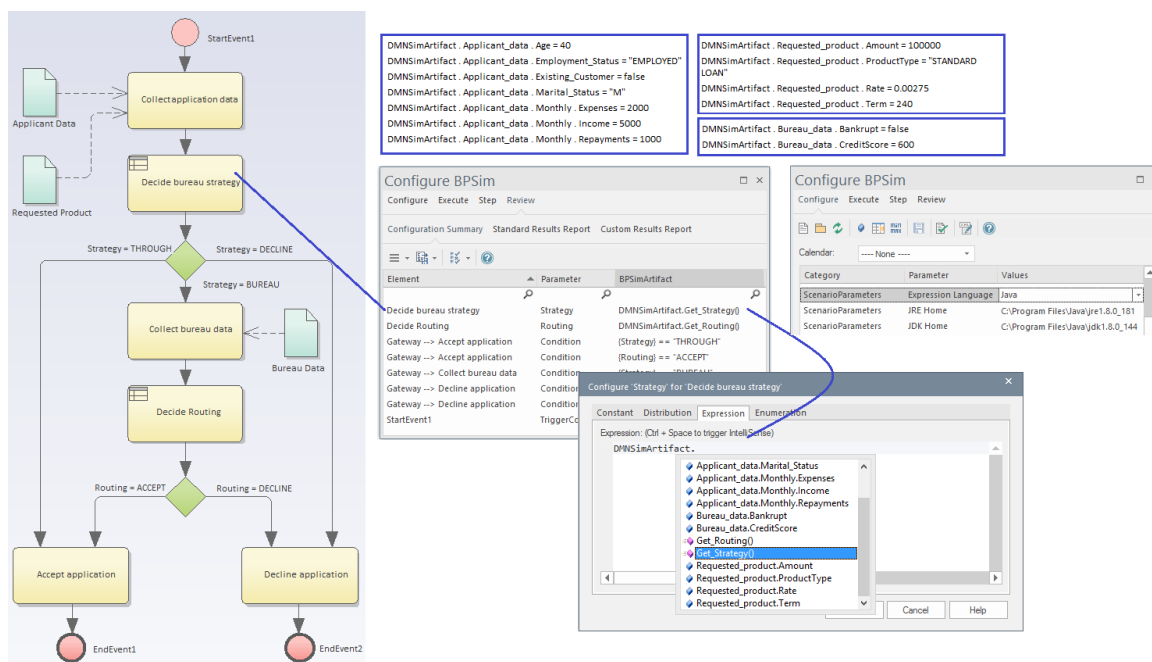 StartEvent1
Collect application data
Applicant Data
Requested Product
Decide bureau strategy
Strategy = THROUGH
Strategy = DECLINE
Strategy = BUREAU
Collect bureau data
Bureau Data
Decide Routing
Routing = ACCEPT
Routing = DECLINE
Accept application
Decline application
EndEvent1
EndEvent2
DMNSimArtifact . Applicant_data . Age = 40
DMNSimArtifact . Applicant_data . Employment_Status = "EMPLOYED"
DMNSimArtifact . Applicant_data . Existing_Customer = false
DMNSimArtifact . Applicant_data . Marital_Status = "M"
DMNSimArtifact . Applicant_data . Monthly . Expenses = 2000
DMNSimArtifact . Applicant_data . Monthly . Income = 5000
DMNSimArtifact . Applicant_data . Monthly . Repayments = 1000
DMNSimArtifact . Requested_product . Amount = 100000
DMNSimArtifact . Requested_product . ProductType = "STANDARD
LOAN"
DMNSimArtifact . Requested_product . Rate = 0.00275
DMNSimArtifact . Requested_product . Term = 240
DMNSimArtifact . Bureau_data . Bankrupt = false
DMNSimArtifact . Bureau_data . CreditScore = 600
Configure BPSim
Configure Execute Step Review
Configuration Summary Standard Results Report Custom Results Report
Element Parameter BPSimArtifact
Decide bureau strategy Strategy DMNSimArtifact.Get_Strategy()
Decide Routing Routing DMNSimArtifact.Get_Routing()
Gateway --> Accept application Condition {Strategy} == "THROUGH"
Gateway --> Accept application Condition {Routing} == "ACCEPT"
Gateway --> Collect bureau data Condition {Strategy} == "BUREAU"
Gateway --> Decline application Condition
Gateway --> Decline application Condition
StartEvent1 TriggerCo
Configure BPSim
Configure Execute Step Review
Calendar: ---- None ----
Category Parameter Values
ScenarioParameters Expression Language Java
ScenarioParameters JRE Home C:\Program Files\Java\jre1.8.0_181
ScenarioParameters JDK Home C:\Program Files\Java\jdk1.8.0_144
Configure 'Strategy' for 'Decide bureau strategy'
Constant Distribution Expression Enumeration
Expression: (Ctrl + Space to trigger IntelliSense)
DMNSimArtifact.
Applicant_data.Marital_Status
Applicant_data.Monthly.Expenses
Applicant_data.Monthly.Income
Applicant_data.Monthly.Repayments
Bureau_data.Bankrupt
Bureau_data.CreditScore
Get_Routing()
Get_Strategy()
Requested_product.Amount
Requested_product.ProductType
Requested_product.Rate
Requested_product.Term
Cancel Help